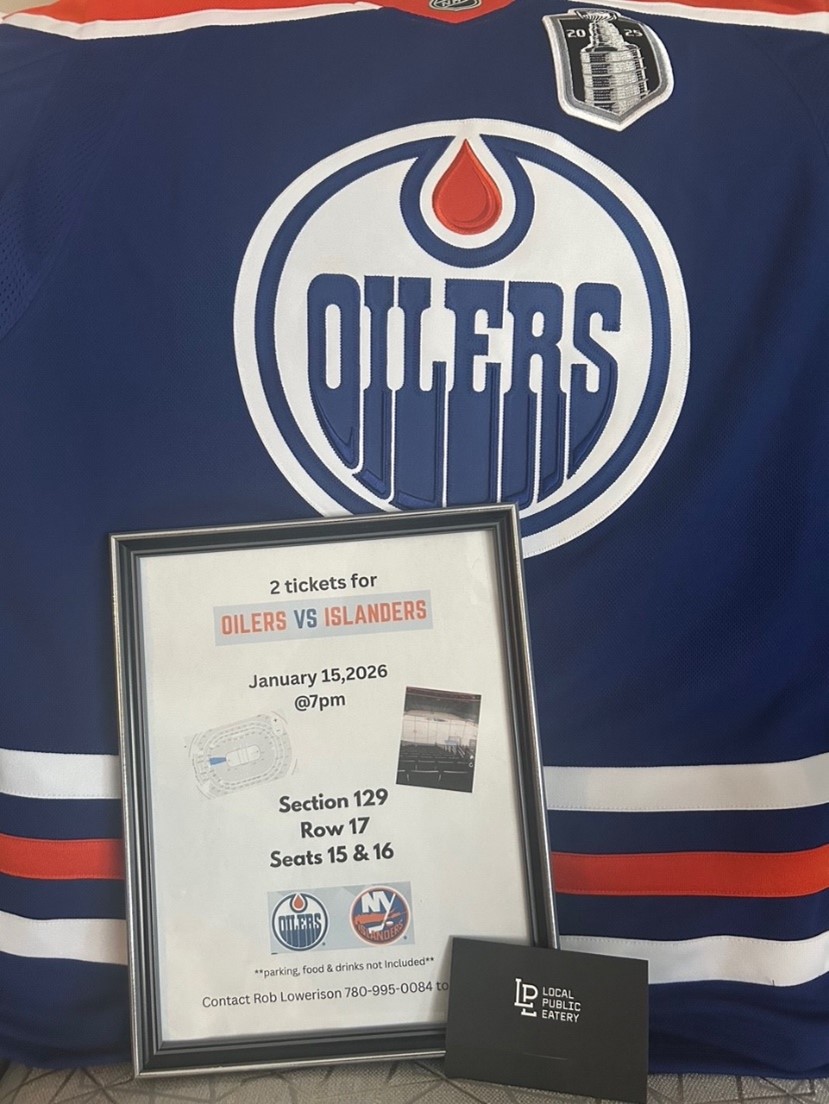 20 25
OILERS
2 tickets for
OILERS VS ISLANDERS
January 15,2026
@7pm
Section 129
Row 17
Seats 15 & 16
OILERS
NY
ISLANDERS
**parking, food & drinks not Included**
Contact Rob Lowerison 780-995-0084 to
LP LOCAL
PUBLIC
EATERY